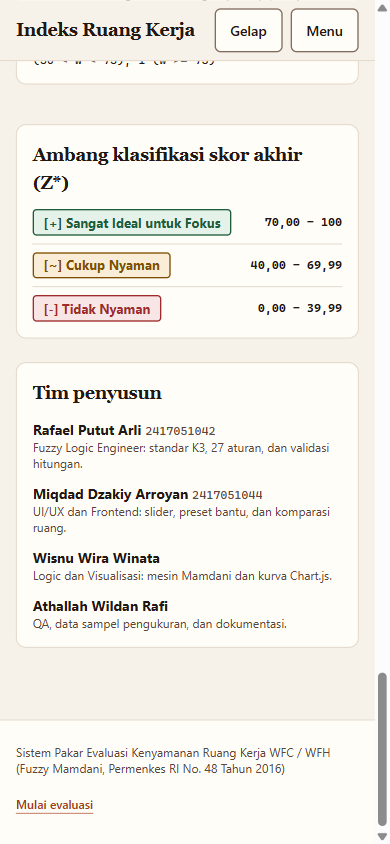 Indeks Ruang Kerja
Gelap
Menu
Ambang klasifikasi skor akhir
(Z*)
[+] Sangat Ideal untuk Fokus 70,00 – 100
[~] Cukup Nyaman 40,00 – 69,99
[-] Tidak Nyaman 0,00 – 39,99
Tim penyusun
Rafael Putut Arli 2417051042
Fuzzy Logic Engineer: standar K3, 27 aturan, dan validasi
hitungan.
Miqdad Dzakiy Arroyan 2417051044
UI/UX dan Frontend: slider, preset bantu, dan komparasi
ruang.
Wisnu Wira Winata
Logic dan Visualisasi: mesin Mamdani dan kurva Chart.js.
Athallah Wildan Rafi
QA, data sampel pengukuran, dan dokumentasi.
Sistem Pakar Evaluasi Kenyamanan Ruang Kerja WFC / WFH
(Fuzzy Mamdani, Permenkes RI No. 48 Tahun 2016)
Mulai evaluasi